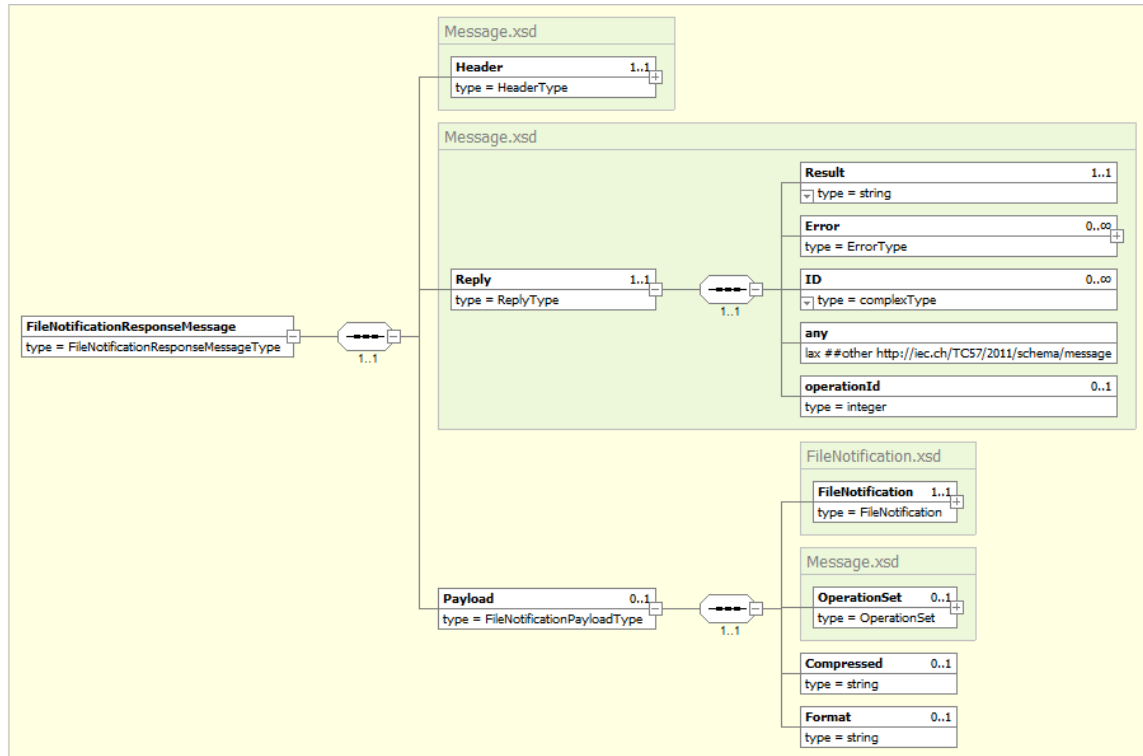 Message.xsd
Header 1..1
type = HeaderType
Message.xsd
Result 1..1
type = string
Error 0..∞
type = ErrorType
Reply 1..1
type = ReplyType
1..1
ID 0..∞
type = complexType
any
lax ##other http://iec.ch/TC57/2011/schema/message
operationId 0..1
type = integer
FileNotificationResponseMessage
type = FileNotificationResponseMessageType
1..1
FileNotification.xsd
FileNotification 1..1
type = FileNotification
Message.xsd
Payload 0..1
type = FileNotificationPayloadType
1..1
OperationSet 0..1
type = OperationSet
Compressed 0..1
type = string
Format 0..1
type = string